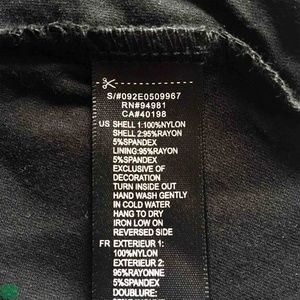 S/#092E0509967
RN#94981
CA#40198
US SHELL 1:100%NYLON
SHELL 2:95%RAYON
5%SPANDEX
LINING:95%RAYON
5%SPANDEX
EXCLUSIVE OF
DECORATION
TURN INSIDE OUT
HAND WASH GENTLY
IN COLD WATER
HANG TO DRY
IRON LOW ON
REVERSED SIDE
FR EXTERIEUR 1:
100%NYLON
EXTERIEUR 2:
95%RAYONNE
5%SPANDEX
DOUBLURE: